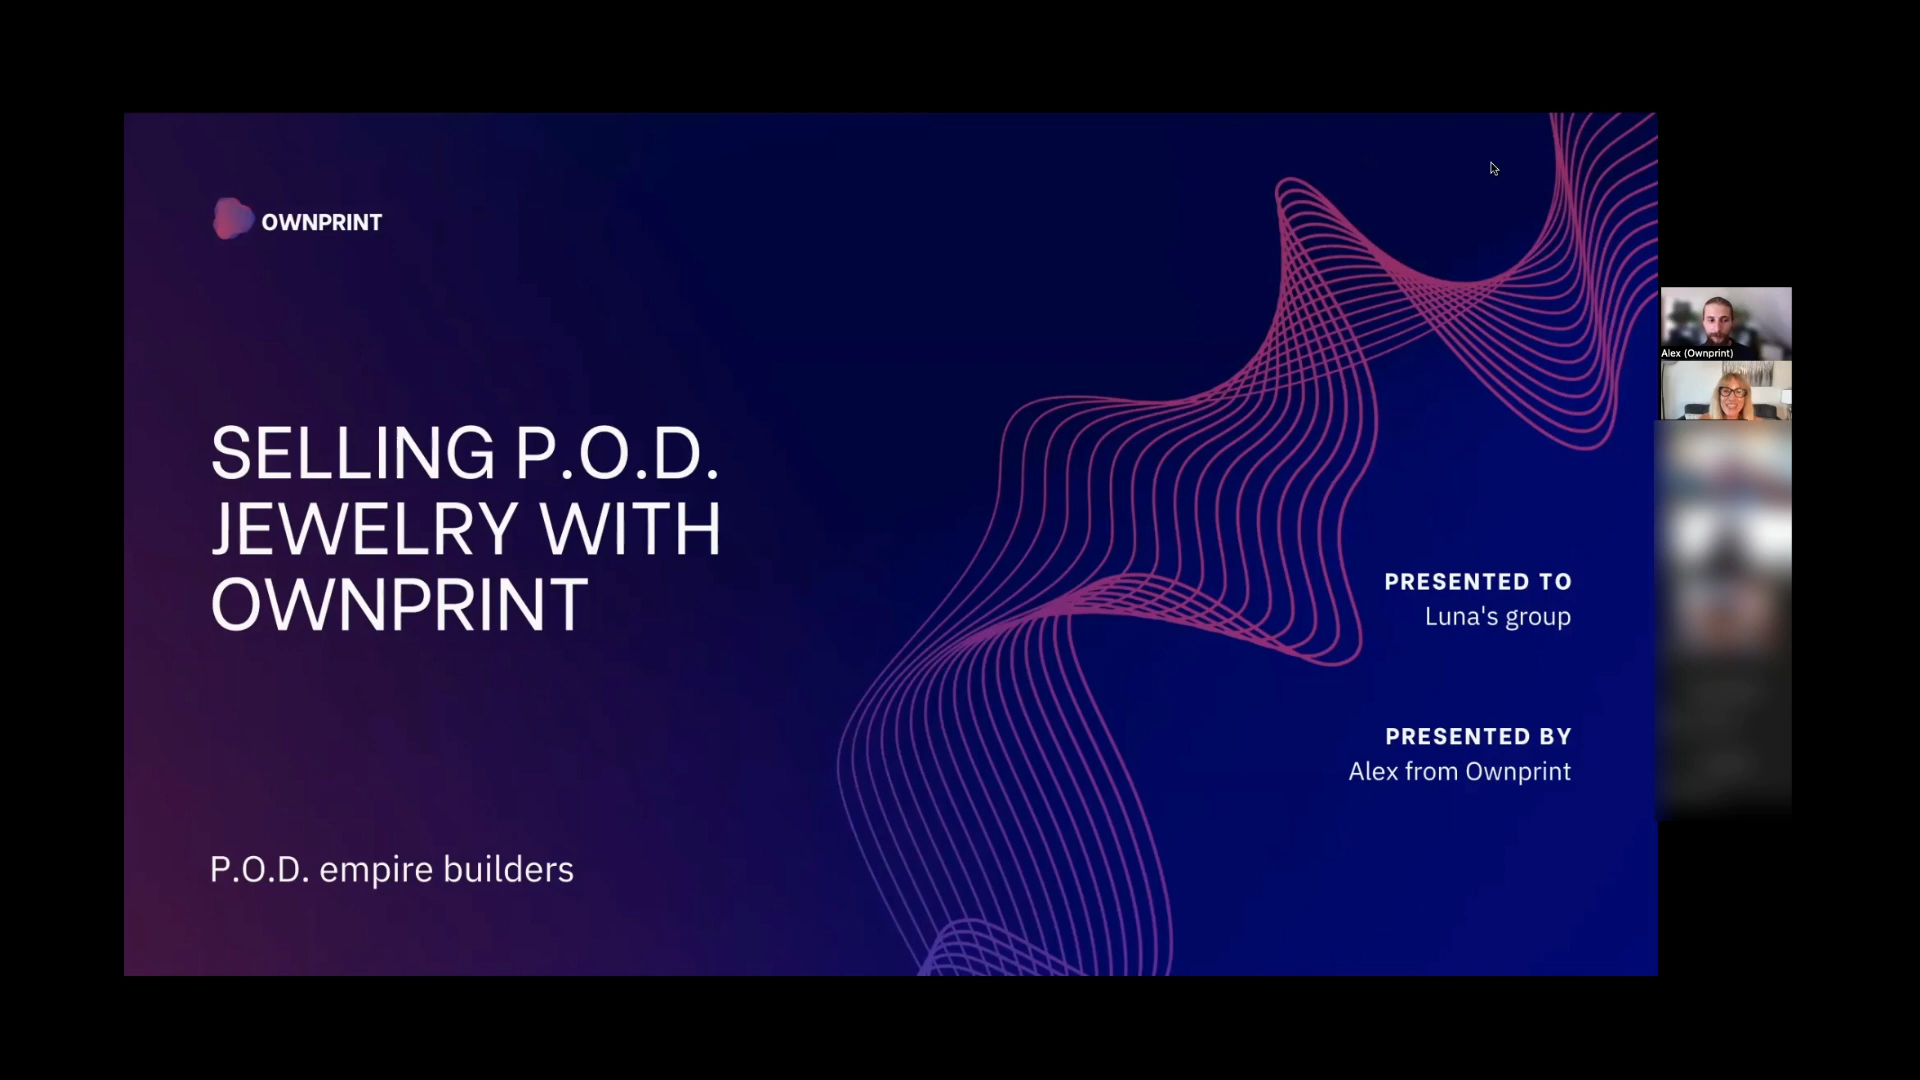 OWNPRINT
SELLING P.O.D.
JEWELRY WITH
OWNPRINT
P.O.D. empire builders
PRESENTED TO
Luna's group
PRESENTED BY
Alex from Ownprint
Alex (Ownprint)